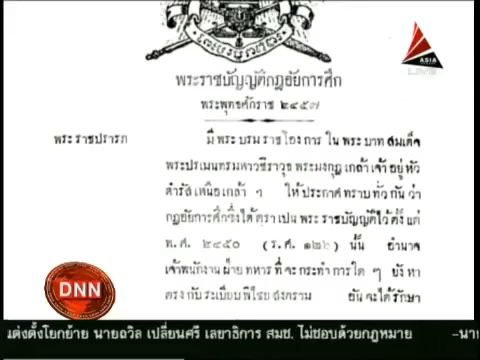 ASIA
พระราชบัญญัติกฎอัยการศึก
พระพุทธศักราช ๒๔๕๗
พระราชปรารภ
มีพระบรมราชโองการในพระบาทสมเด็จ
พระปรเมนทรมหาวชิราวุธ พระมงกุฎเกล้าเจ้าอยู่หัว
ดำรัสเหนือเกล้า ฯ ให้ประกาศทราบทั่วกันว่า
กฎอัยการศึกซึ่งได้ตราเปนพระราชบัญญัติไว้ตั้งแต่
พ.ศ. ๒๔๕๐ (ร.ศ. ๑๒๖) นั้น อำนาจ
เจ้าพนักงานฝ่ายทหารที่จะกระทำการใด ๆ ยังหา
ตรงกับระเบียบพิไชยสงคราม อันจะได้รักษา
DNN
แต่งตั้งโยกย้าย นายถวิล เปลี่ยนศรี เลขาธิการ สมช. ไม่ชอบด้วยกฎหมาย -นา